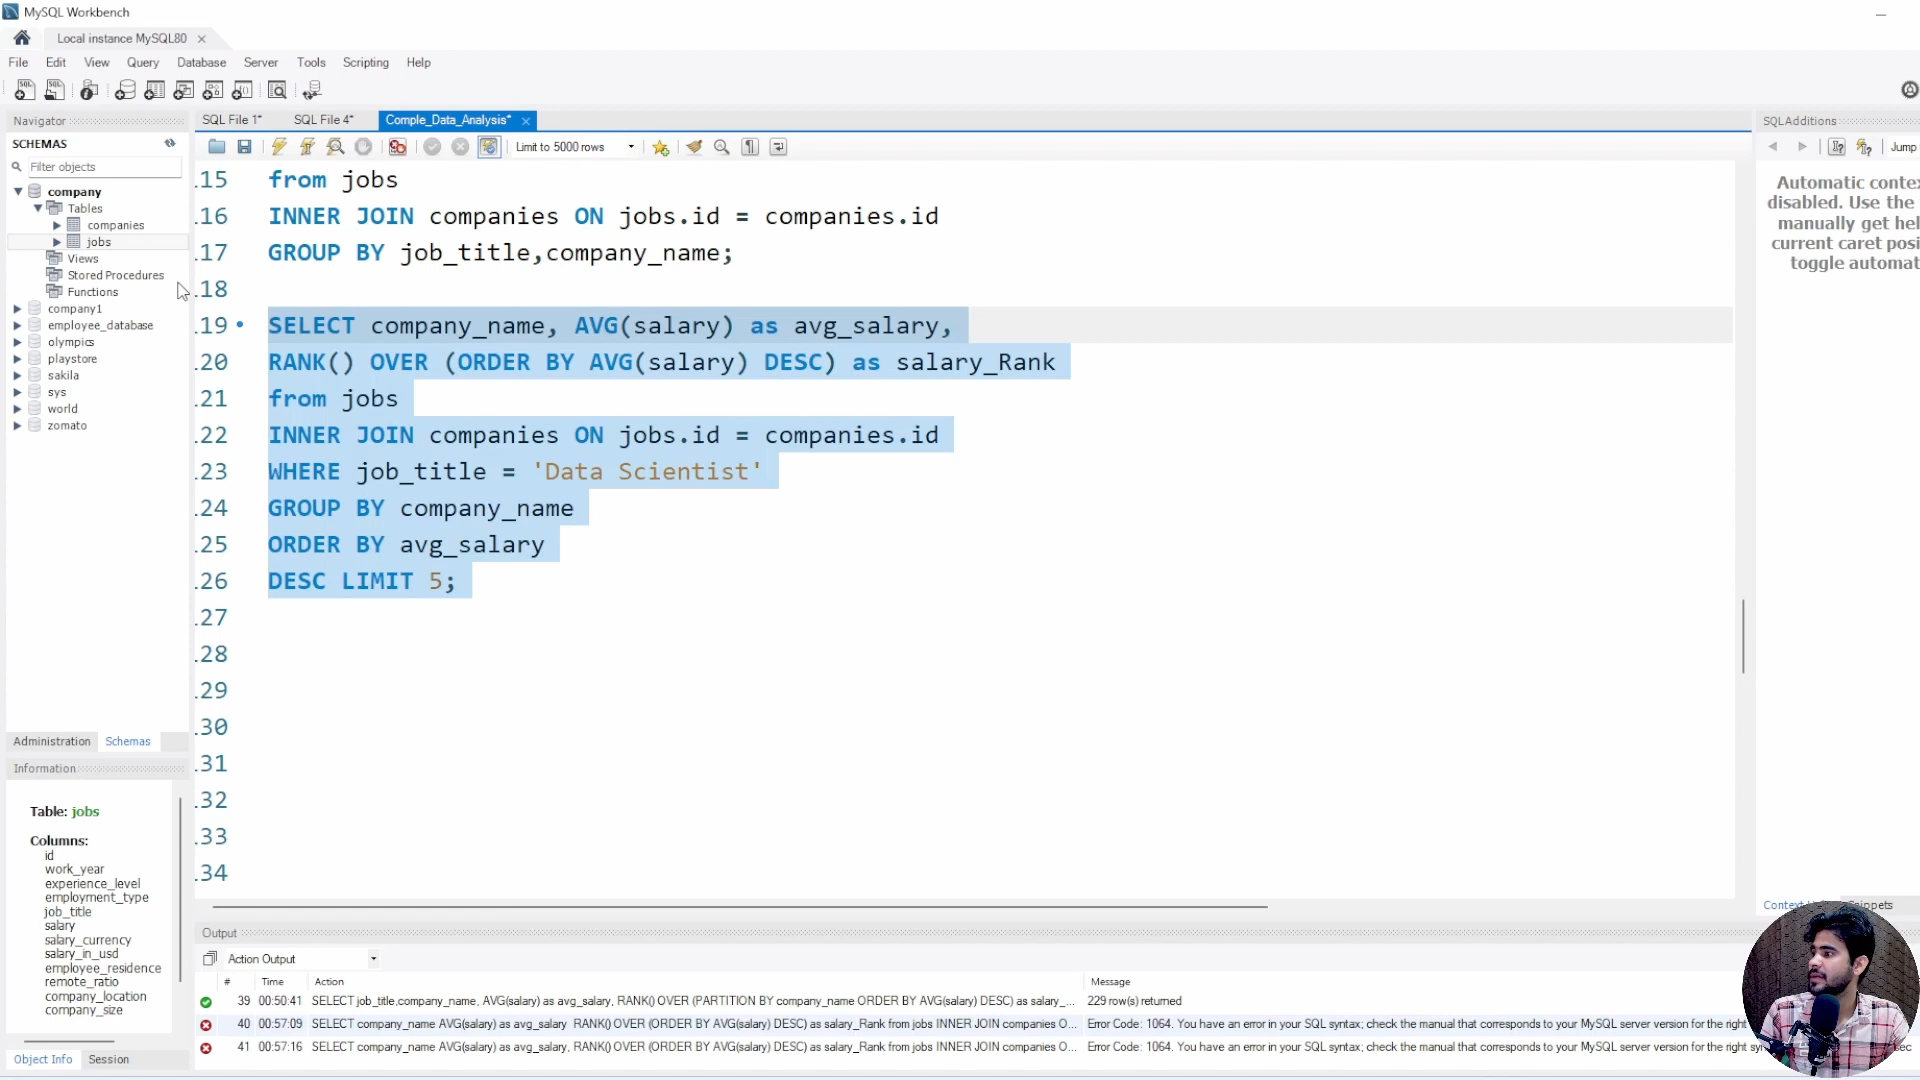 MySQL Workbench
Local instance MySQL80
File Edit View Query Database Server Tools Scripting Help
Navigator
SCHEMAS
Filter objects
company
Tables
companies
jobs
Views
Stored Procedures
Functions
company1
employee_database
olympics
playstore
sakila
sys
world
zomato
Administration Schemas
Information
Table: jobs
Columns:
id
work_year
experience_level
employment_type
job_title
salary
salary_currency
salary_in_usd
employee_residence
remote_ratio
company_location
company_size
Object Info Session
SQL File 1* SQL File 4* Comple_Data_Analysis*
Limit to 5000 rows
.15 from jobs
.16 INNER JOIN companies ON jobs.id = companies.id
.17 GROUP BY job_title,company_name;
.18
.19 SELECT company_name, AVG(salary) as avg_salary,
.20 RANK() OVER (ORDER BY AVG(salary) DESC) as salary_Rank
.21 from jobs
.22 INNER JOIN companies ON jobs.id = companies.id
.23 WHERE job_title = 'Data Scientist'
.24 GROUP BY company_name
.25 ORDER BY avg_salary
.26 DESC LIMIT 5;
.27
.28
.29
.30
.31
.32
.33
.34
Output
Action Output
# Time Action Message
39 00:50:41 SELECT job_title,company_name, AVG(salary) as avg_salary, RANK() OVER (PARTITION BY company_name ORDER BY AVG(salary) DESC) as salary_... 229 row(s) returned
40 00:57:09 SELECT company_name AVG(salary) as avg_salary RANK() OVER (ORDER BY AVG(salary) DESC) as salary_Rank from jobs INNER JOIN companies O... Error Code: 1064. You have an error in your SQL syntax; check the manual that corresponds to your MySQL server version for the right
41 00:57:16 SELECT company_name AVG(salary) as avg_salary, RANK() OVER (ORDER BY AVG(salary) DESC) as salary_Rank from jobs INNER JOIN companies O... Error Code: 1064. You have an error in your SQL syntax; check the manual that corresponds to your MySQL server version for the right
SQLAdditions
Jump
Automatic contex
disabled. Use the
manually get hel
current caret posi
toggle automat
Context